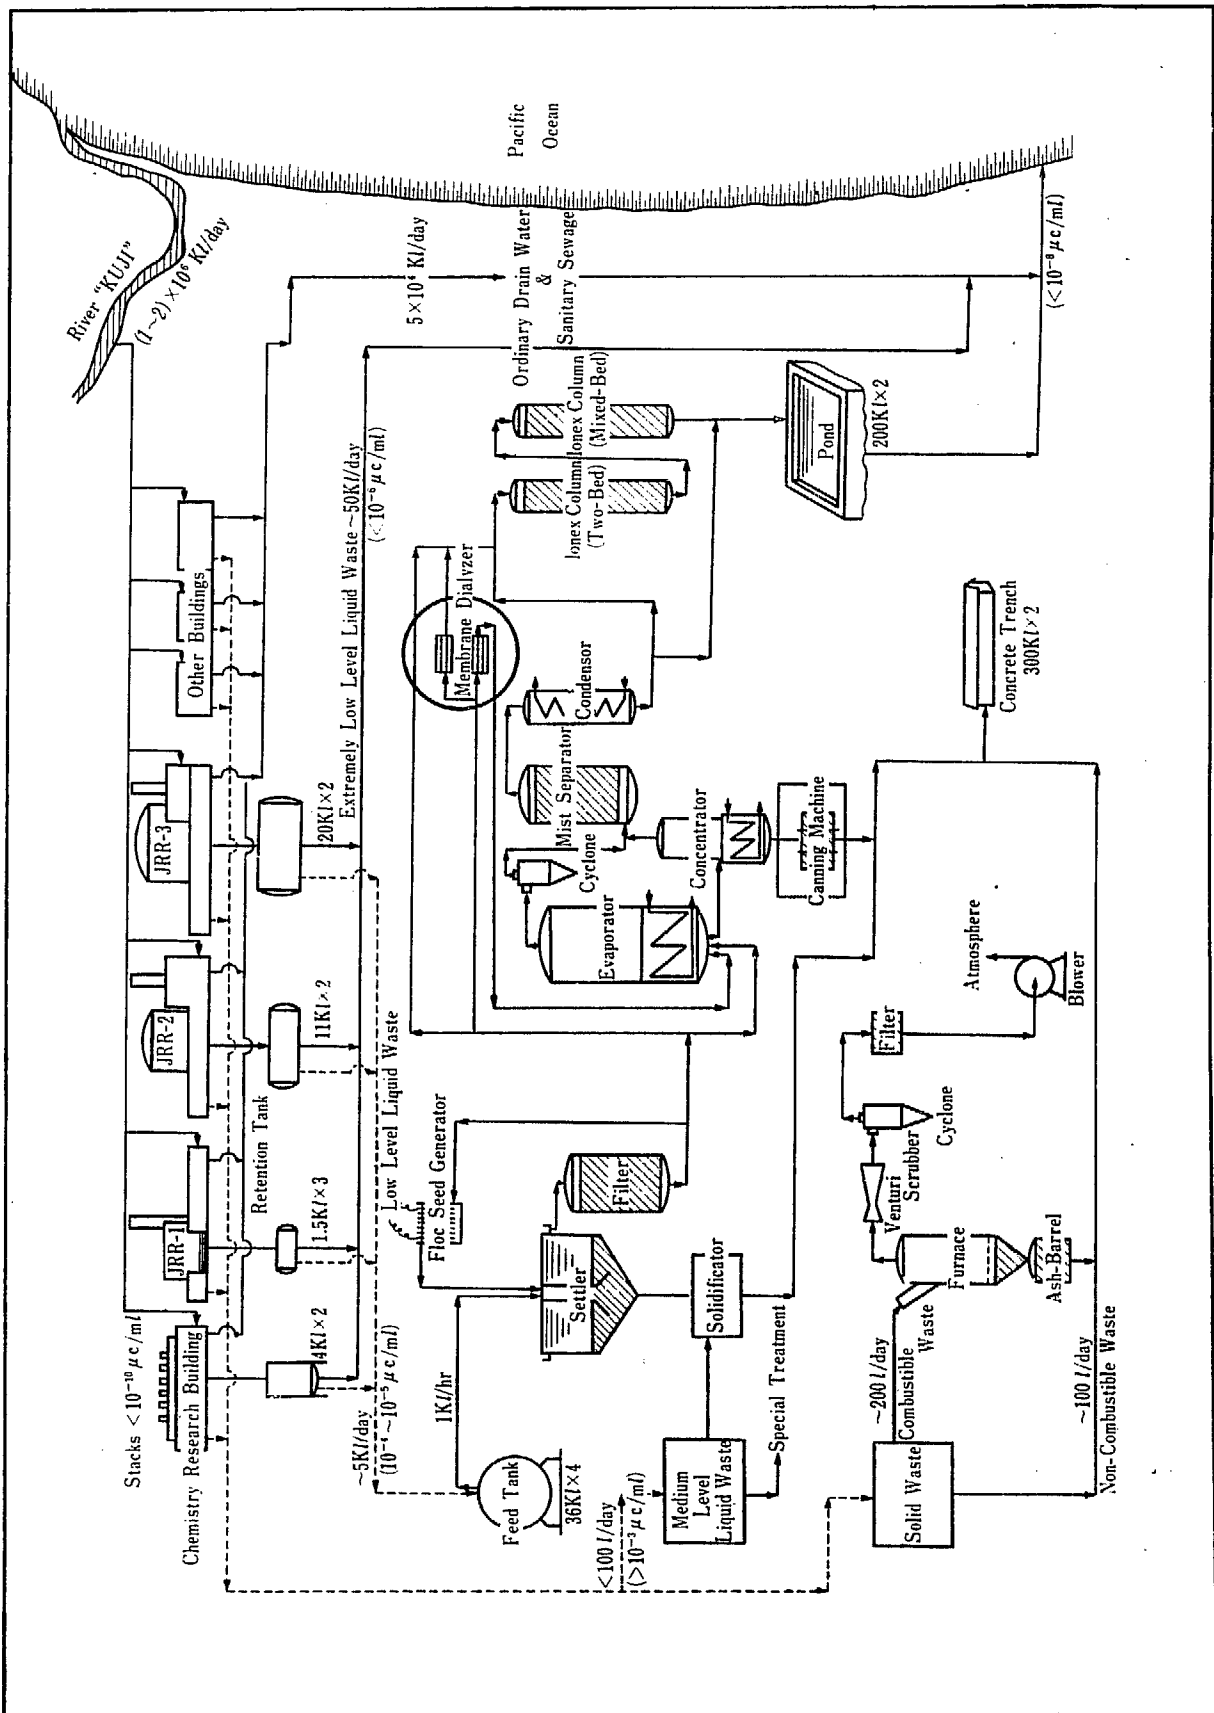 River "KUJI"
(1~2)×10⁶ Kl/day
Pacific
Ocean
Stacks <10⁻¹⁰ μc/ml
Chemistry Research Building
JRR-1
JRR-2
JRR-3
Other Buildings
Retention Tank
4Kl×2
1.5Kl×3
11Kl×2
20Kl×2
Extremely Low Level Liquid Waste ~50Kl/day
(<10⁻⁶ μc/ml)
5×10⁴ Kl/day
Ordinary Drain Water
&
Sanitary Sewage
~5Kl/day
(10⁻⁴~10⁻⁵ μc/ml)
Low Level Liquid Waste
Floc Seed Generator
1Kl/hr
Feed Tank
36Kl×4
Settler
Filter
Evaporator
Cyclone
Mist Separator
Condensor
Membrane Dialyzer
Ionex Column
(Two-Bed)
Ionex Column
(Mixed-Bed)
Pond
200Kl×2
(<10⁻⁸ μc/ml)
Concentrator
Canning Machine
Concrete Trench
300Kl×2
<100 l/day
(>10⁻³ μc/ml)
Medium
Level
Liquid Waste
Solidificator
Special Treatment
Solid Waste
~200 l/day
Combustible
Waste
Furnace
Ash-Barrel
Venturi
Scrubber
Cyclone
Filter
Atmosphere
Blower
~100 l/day
Non-Combustible Waste